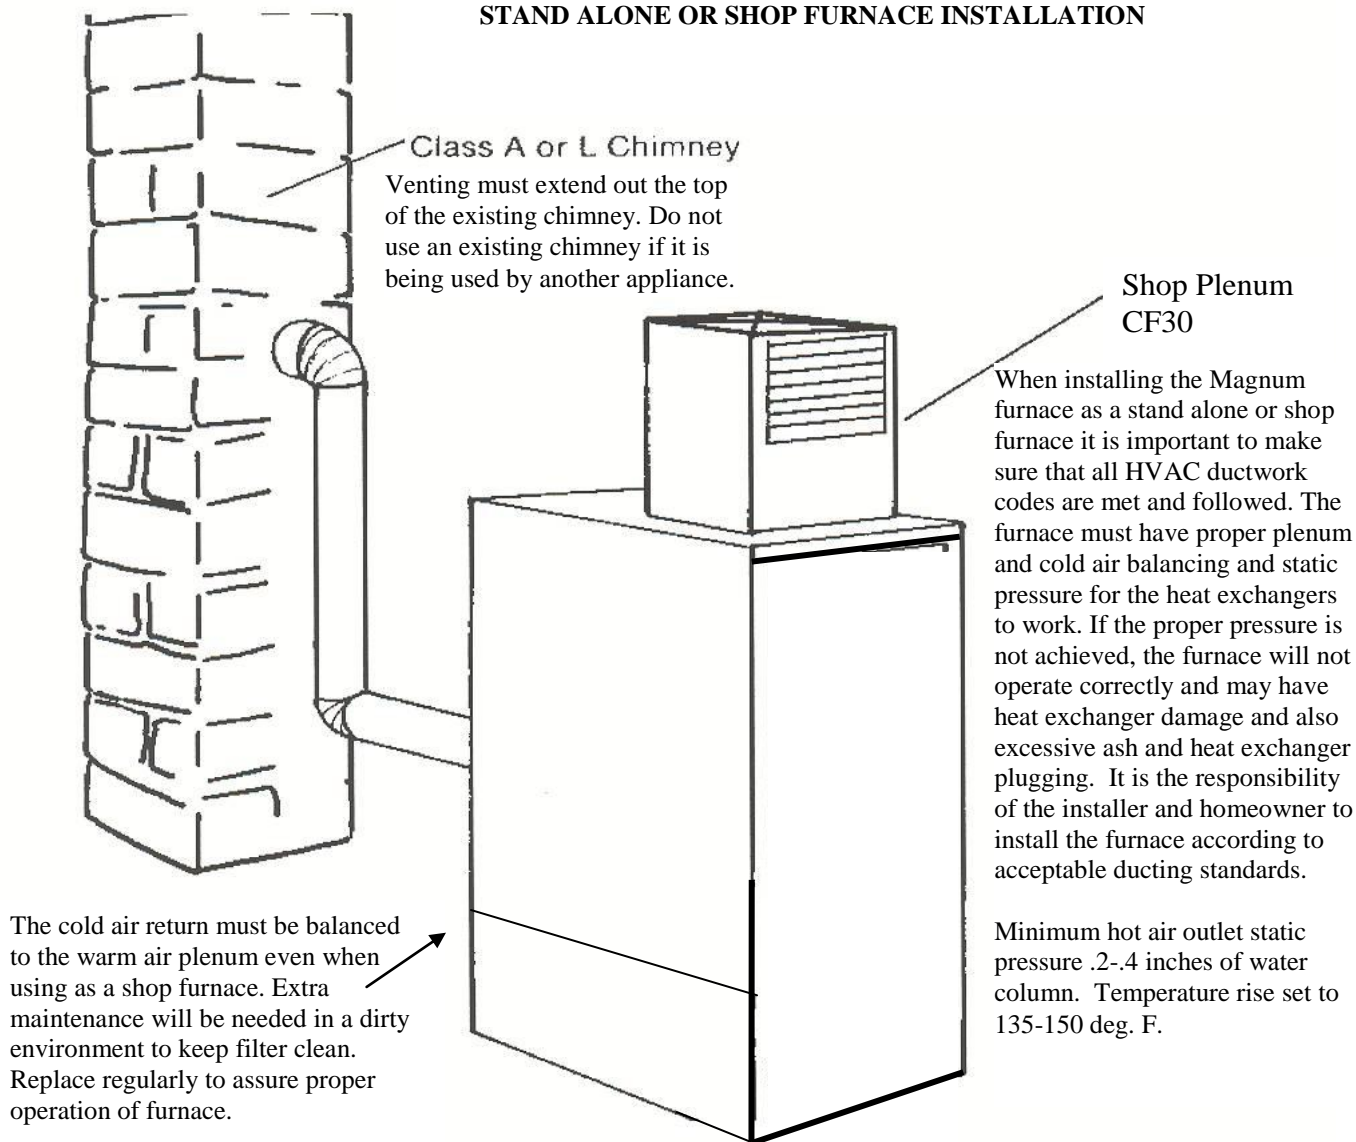 STAND ALONE OR SHOP FURNACE INSTALLATION
Class A or L Chimney
Venting must extend out the top
of the existing chimney. Do not
use an existing chimney if it is
being used by another appliance.
Shop Plenum
CF30
When installing the Magnum
furnace as a stand alone or shop
furnace it is important to make
sure that all HVAC ductwork
codes are met and followed. The
furnace must have proper plenum
and cold air balancing and static
pressure for the heat exchangers
to work. If the proper pressure is
not achieved, the furnace will not
operate correctly and may have
heat exchanger damage and also
excessive ash and heat exchanger
plugging.  It is the responsibility
of the installer and homeowner to
install the furnace according to
acceptable ducting standards.
Minimum hot air outlet static
pressure .2-.4 inches of water
column.  Temperature rise set to
135-150 deg. F.
The cold air return must be balanced
to the warm air plenum even when
using as a shop furnace. Extra
maintenance will be needed in a dirty
environment to keep filter clean.
Replace regularly to assure proper
operation of furnace.